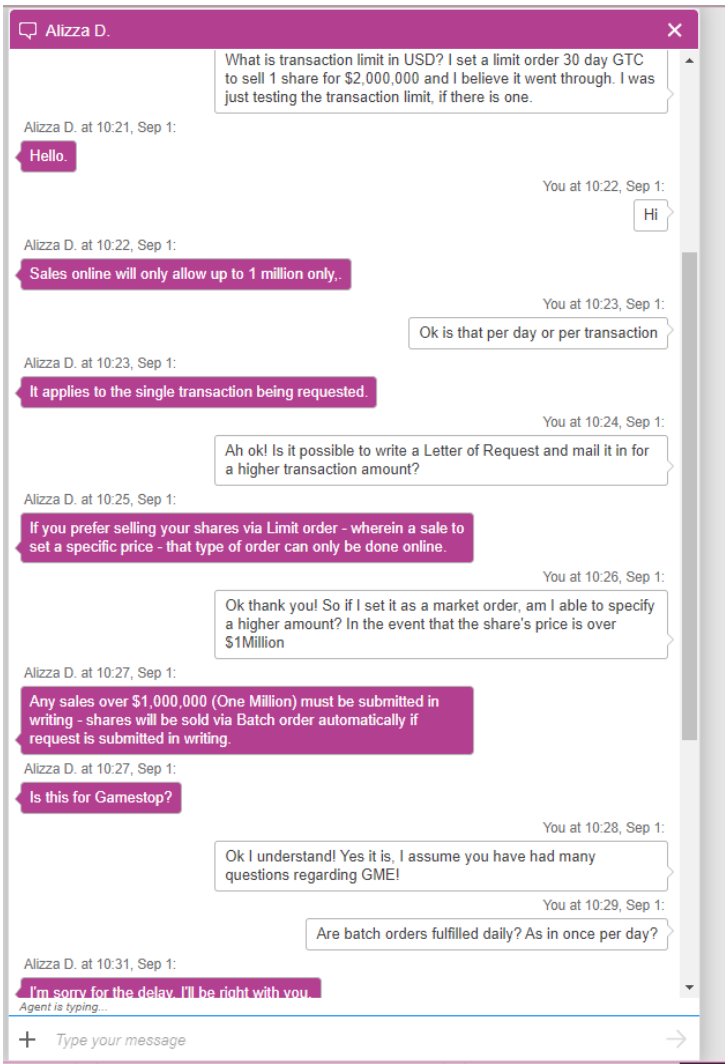 Alizza D.
What is transaction limit in USD? I set a limit order 30 day GTC
to sell 1 share for $2,000,000 and I believe it went through. I was
just testing the transaction limit, if there is one.
Alizza D. at 10:21, Sep 1:
Hello.
You at 10:22, Sep 1:
Hi
Alizza D. at 10:22, Sep 1:
Sales online will only allow up to 1 million only,.
You at 10:23, Sep 1:
Ok is that per day or per transaction
Alizza D. at 10:23, Sep 1:
It applies to the single transaction being requested.
You at 10:24, Sep 1:
Ah ok! Is it possible to write a Letter of Request and mail it in for
a higher transaction amount?
Alizza D. at 10:25, Sep 1:
If you prefer selling your shares via Limit order - wherein a sale to
set a specific price - that type of order can only be done online.
You at 10:26, Sep 1:
Ok thank you! So if I set it as a market order, am I able to specify
a higher amount? In the event that the share's price is over
$1Million
Alizza D. at 10:27, Sep 1:
Any sales over $1,000,000 (One Million) must be submitted in
writing - shares will be sold via Batch order automatically if
request is submitted in writing.
Alizza D. at 10:27, Sep 1:
Is this for Gamestop?
You at 10:28, Sep 1:
Ok I understand! Yes it is, I assume you have had many
questions regarding GME!
You at 10:29, Sep 1:
Are batch orders fulfilled daily? As in once per day?
Alizza D. at 10:31, Sep 1:
I'm sorry for the delay, I'll be right with you.
Agent is typing...
Type your message